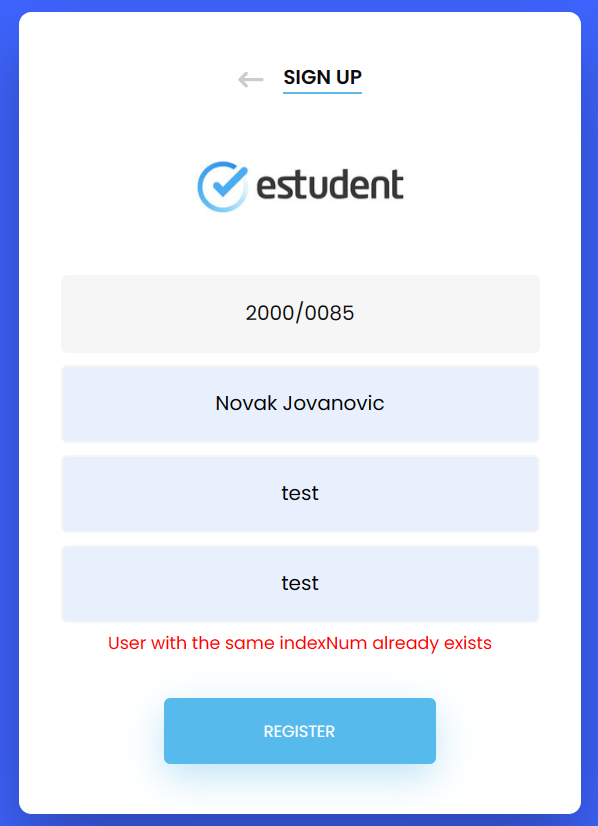 SIGN UP
estudent
2000/0085
Novak Jovanovic
test
test
User with the same indexNum already exists
REGISTER